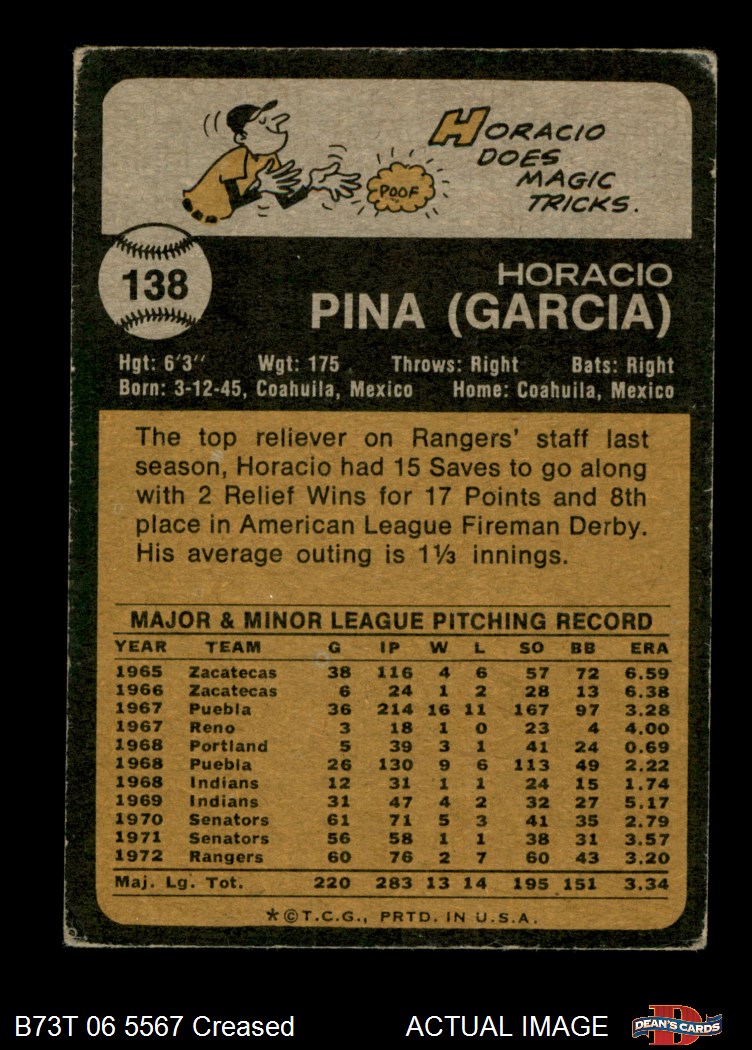 HORACIO
DOES
MAGIC
TRICKS.
POOF
138
HORACIO
PINA (GARCIA)
Hgt: 6'3" Wgt: 175 Throws: Right Bats: Right
Born: 3-12-45, Coahuila, Mexico Home: Coahuila, Mexico
The top reliever on Rangers' staff last
season, Horacio had 15 Saves to go along
with 2 Relief Wins for 17 Points and 8th
place in American League Fireman Derby.
His average outing is 1⅓ innings.
MAJOR & MINOR LEAGUE PITCHING RECORD
YEAR TEAM G IP W L SO BB ERA
1965 Zacatecas 38 116 4 6 57 72 6.59
1966 Zacatecas 6 24 1 2 28 13 6.38
1967 Puebla 36 214 16 11 167 97 3.28
1967 Reno 3 18 1 0 23 4 4.00
1968 Portland 5 39 3 1 41 24 0.69
1968 Puebla 26 130 9 6 113 49 2.22
1968 Indians 12 31 1 1 24 15 1.74
1969 Indians 31 47 4 2 32 27 5.17
1970 Senators 61 71 5 3 41 35 2.79
1971 Senators 56 58 1 1 38 31 3.57
1972 Rangers 60 76 2 7 60 43 3.20
Maj. Lg. Tot. 220 283 13 14 195 151 3.34
*©T.C.G., PRTD. IN U.S.A.
B73T 06 5567 Creased ACTUAL IMAGE DEAN'S CARDS